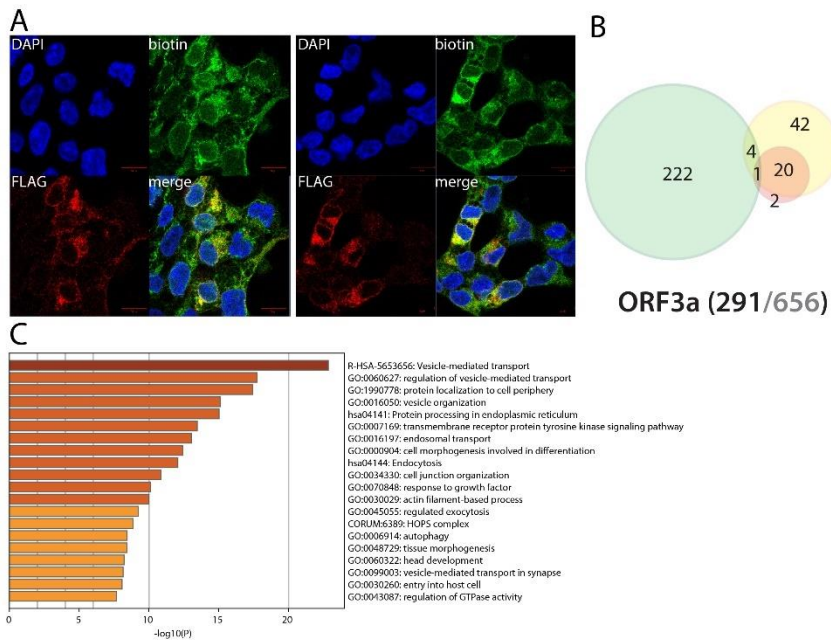 A
DAPI
biotin
DAPI
biotin
FLAG
merge
FLAG
merge
B
222
4
1
20
42
2
ORF3a (291/656)
C
R-HSA-5653656: Vesicle-mediated transport
GO:0060627: regulation of vesicle-mediated transport
GO:1990778: protein localization to cell periphery
GO:0016050: vesicle organization
hsa04141: Protein processing in endoplasmic reticulum
GO:0007169: transmembrane receptor protein tyrosine kinase signaling pathway
GO:0016197: endosomal transport
GO:0000904: cell morphogenesis involved in differentiation
hsa04144: Endocytosis
GO:0034330: cell junction organization
GO:0070848: response to growth factor
GO:0030029: actin filament-based process
GO:0045055: regulated exocytosis
CORUM:6389: HOPS complex
GO:0006914: autophagy
GO:0048729: tissue morphogenesis
GO:0060322: head development
GO:0099003: vesicle-mediated transport in synapse
GO:0030260: entry into host cell
GO:0043087: regulation of GTPase activity
0 5 10 15 20
-log10(P)